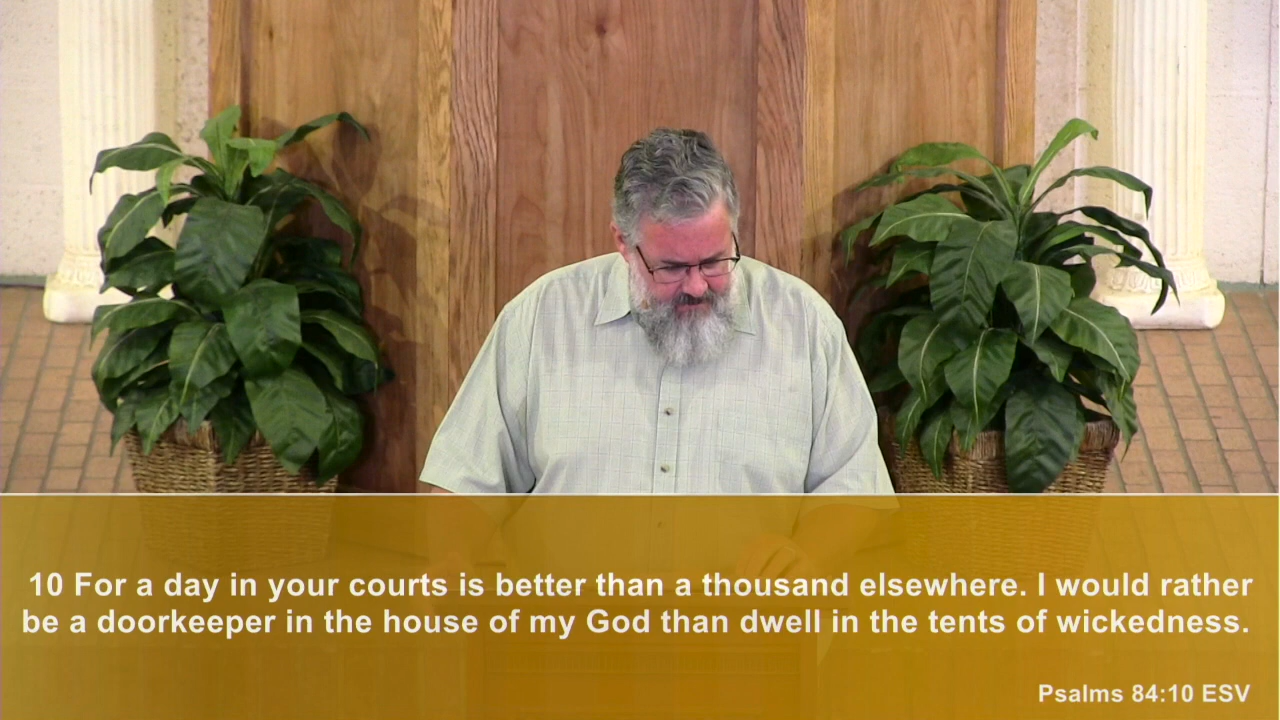 10 For a day in your courts is better than a thousand elsewhere. I would rather
be a doorkeeper in the house of my God than dwell in the tents of wickedness.
Psalms 84:10 ESV